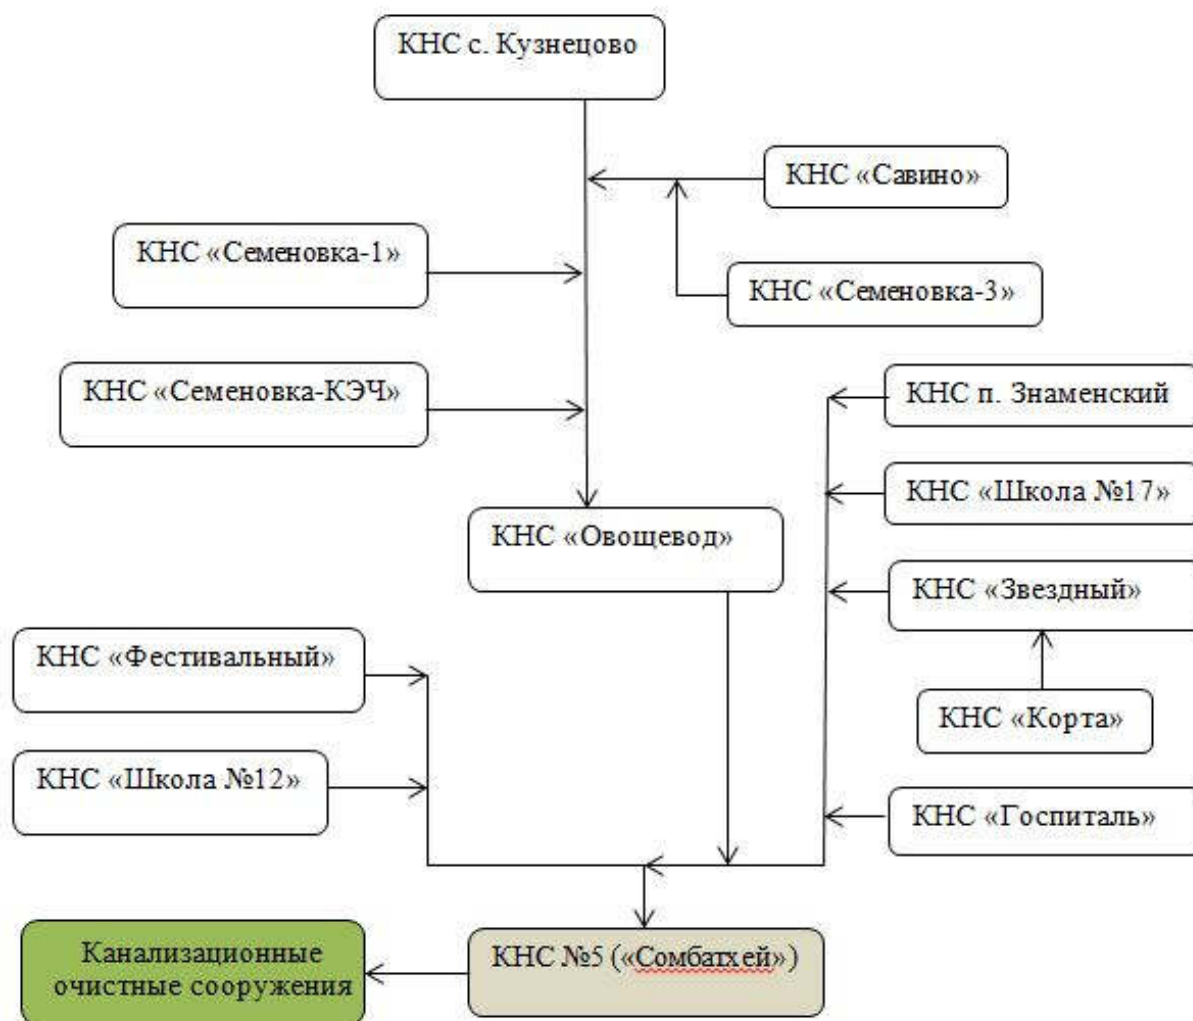 КНС с. Кузнецово
КНС «Савино»
КНС «Семеновка-1»
КНС «Семеновка-3»
КНС «Семеновка-КЭЧ»
КНС п. Знаменский
КНС «Школа №17»
КНС «Овощевод»
КНС «Звездный»
КНС «Фестивальный»
КНС «Корта»
КНС «Школа №12»
КНС «Госпиталь»
Канализационные
очистные сооружения
КНС №5 («Сомбатхей»)